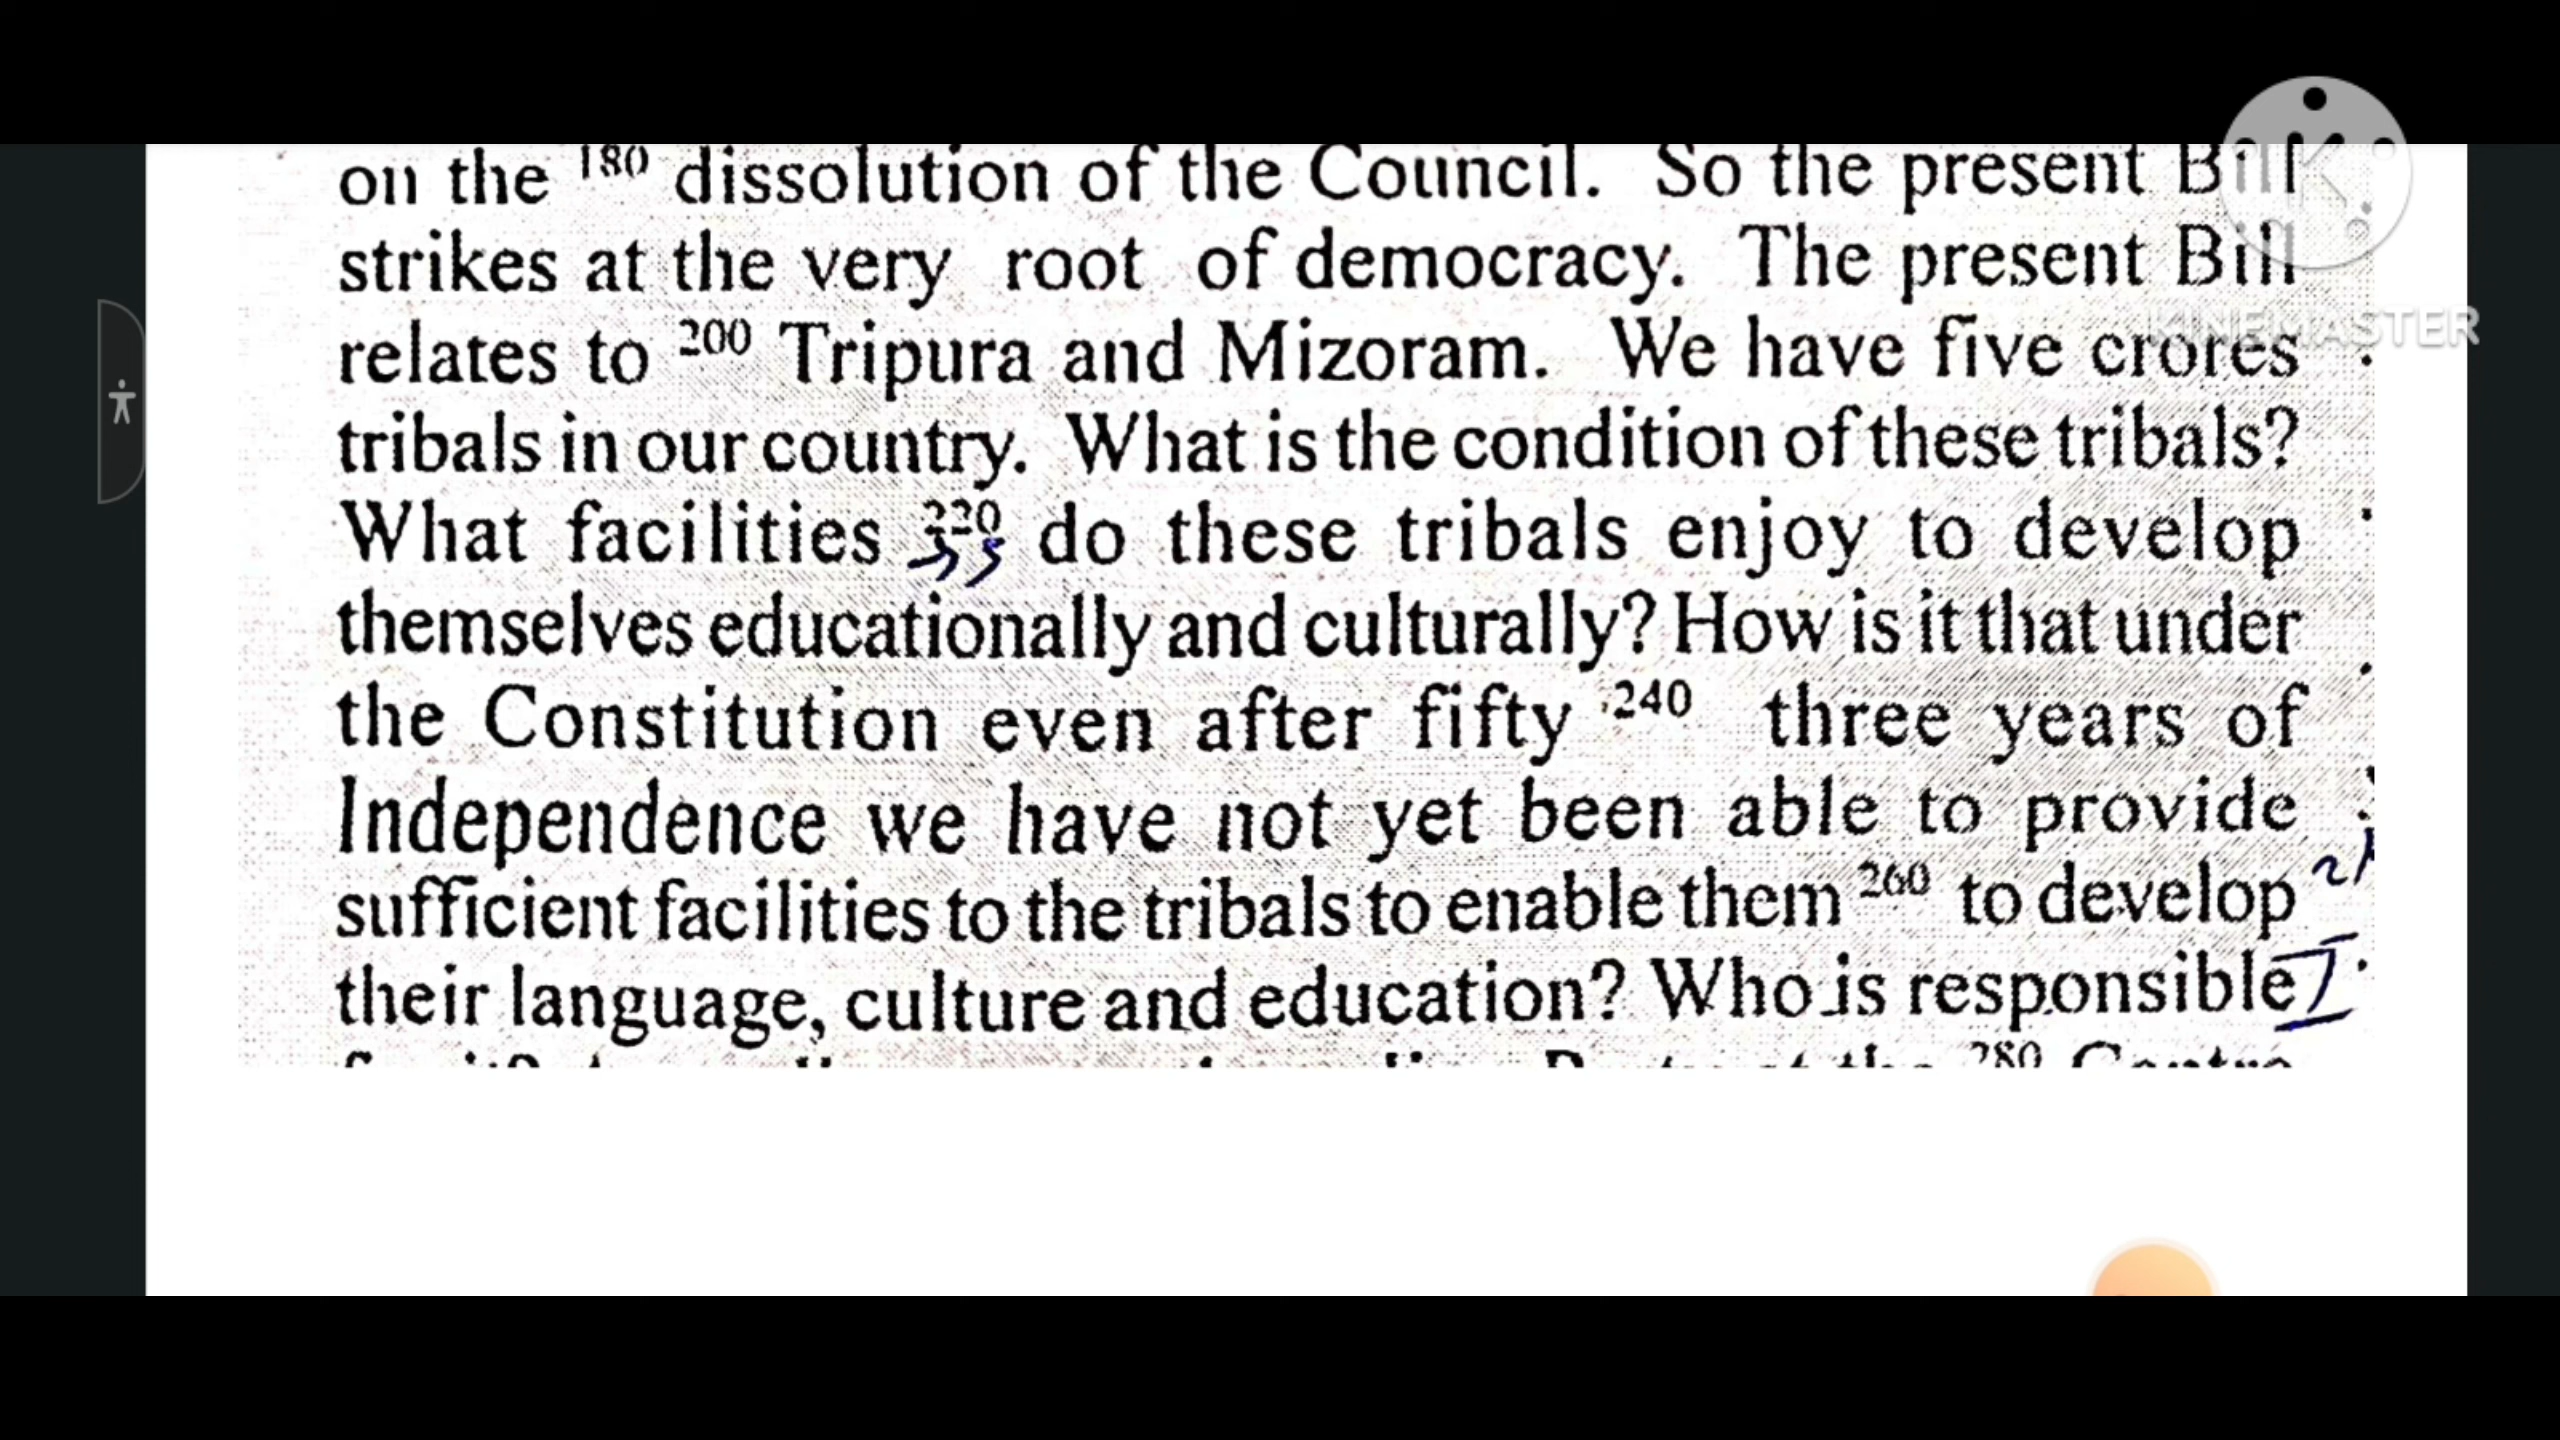 on the 180 dissolution of the Council. So the present Bill
strikes at the very root of democracy. The present Bill
relates to 200 Tripura and Mizoram. We have five crores
tribals in our country. What is the condition of these tribals?
What facilities 220 do these tribals enjoy to develop
themselves educationally and culturally? How is it that under
the Constitution even after fifty 240 three years of
Independence we have not yet been able to provide
sufficient facilities to the tribals to enable them 260 to develop
their language, culture and education? Who is responsible
280
KINEMASTER